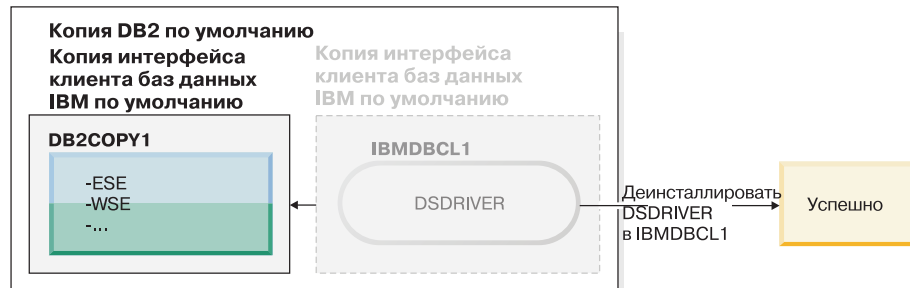 Копия DB2 по умолчанию
Копия интерфейса
клиента баз данных
IBM по умолчанию
DB2COPY1
-ESE
-WSE
-...
Копия интерфейса
клиента баз данных
IBM по умолчанию
IBMDBCL1
DSDRIVER
Деинсталлировать
DSDRIVER
в IBMDBCL1
Успешно